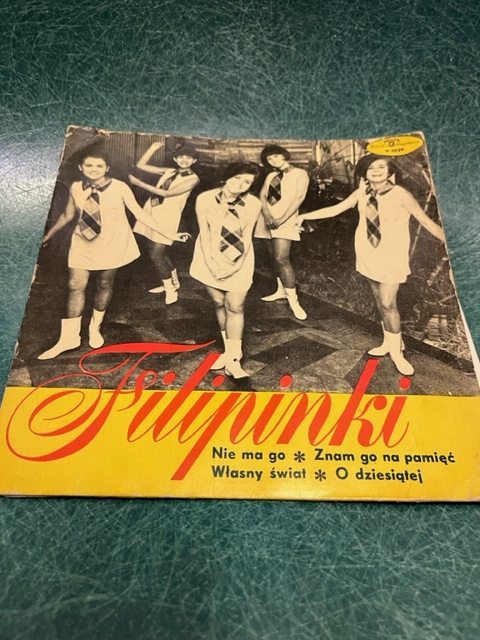 Filipinki
Nie ma go * Znam go na pamięć
Własny świat * O dziesiątej